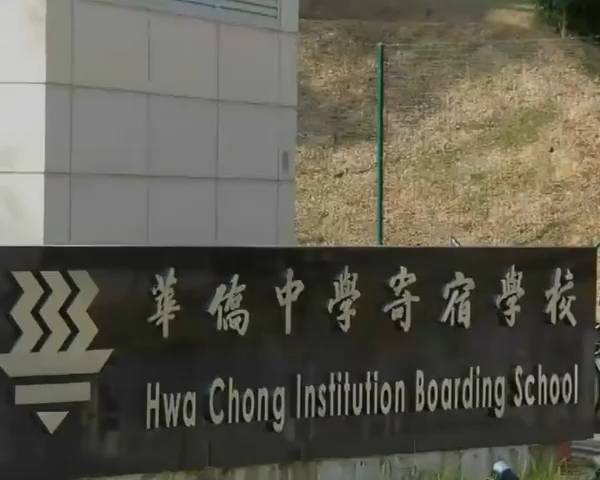 華僑中學寄宿學校
Hwa Chong Institution Boarding School